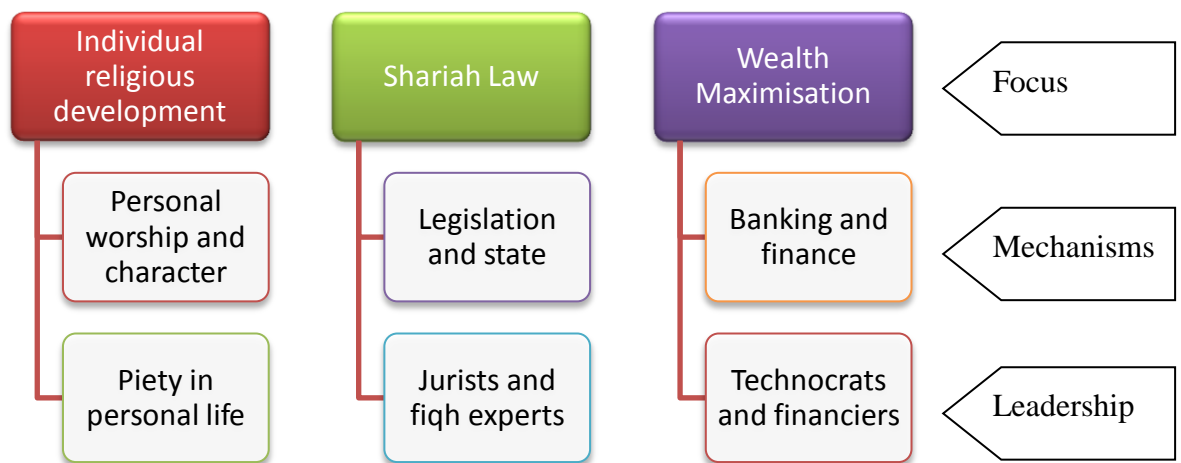 Individual
religious
development
Shariah Law
Wealth
Maximisation
Focus
Personal
worship and
character
Legislation
and state
Banking and
finance
Mechanisms
Piety in
personal life
Jurists and
fiqh experts
Technocrats
and financiers
Leadership